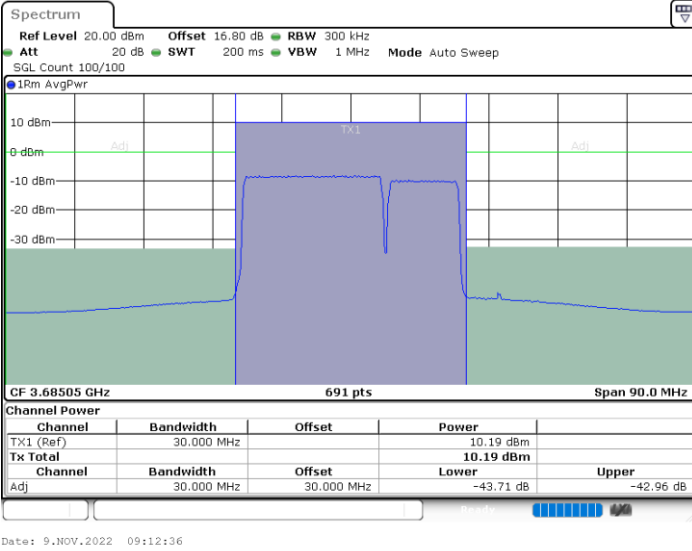 Spectrum
Ref Level 20.00 dBm Offset 16.80 dB RBW 300 kHz
Att 20 dB SWT 200 ms VBW 1 MHz Mode Auto Sweep
SGL Count 100/100
1Rm AvgPwr
10 dBm
TX1
Adj Adj
0 dBm
-10 dBm
-20 dBm
-30 dBm
CF 3.68505 GHz 691 pts Span 90.0 MHz
Channel Power
Channel Bandwidth Offset Power
TX1 (Ref) 30.000 MHz 10.19 dBm
Tx Total 10.19 dBm
Channel Bandwidth Offset Lower Upper
Adj 30.000 MHz 30.000 MHz -43.71 dB -42.96 dB
Ready
Date: 9.NOV.2022 09:12:36